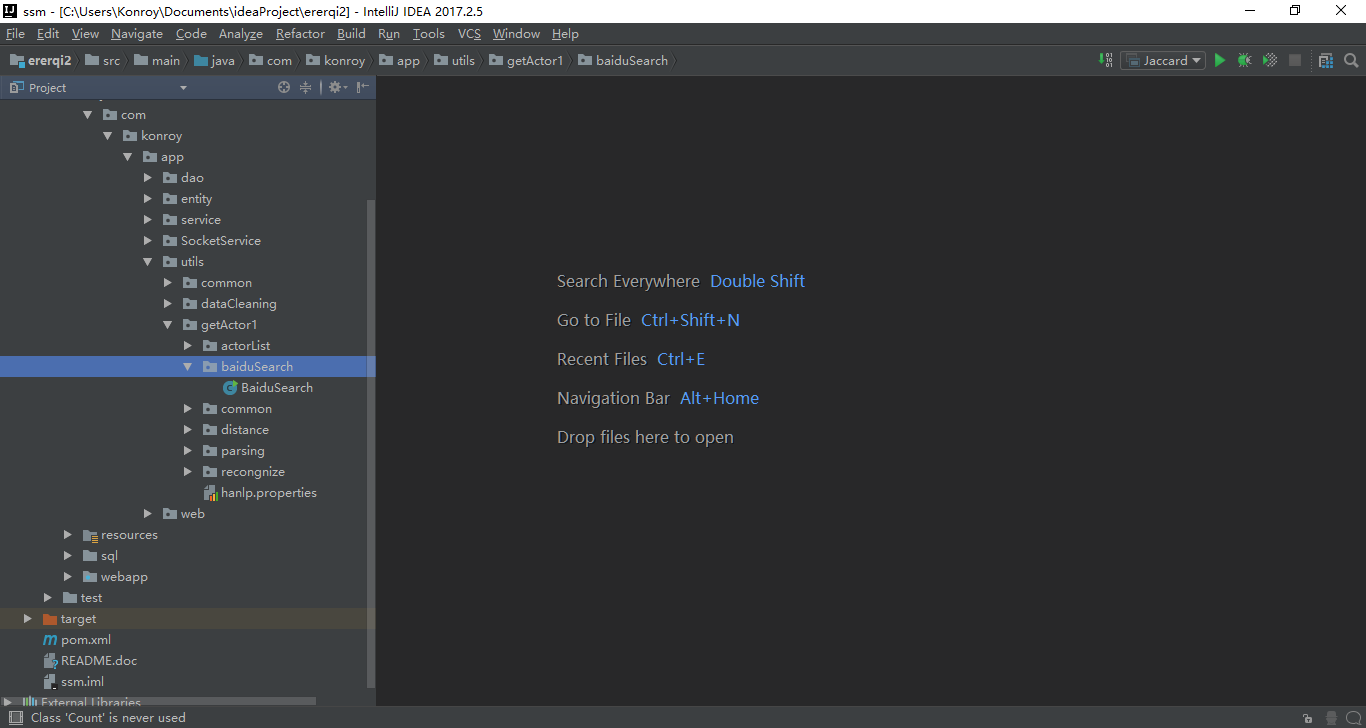 ssm - [C:\Users\Konroy\Documents\ideaProject\ererqi2] - IntelliJ IDEA 2017.2.5
File Edit View Navigate Code Analyze Refactor Build Run Tools VCS Window Help
ererqi2 src main java com konroy app utils getActor1 baiduSearch Jaccard
Project
com
konroy
app
dao
entity
service
SocketService
utils
common
dataCleaning
getActor1
actorList
baiduSearch
BaiduSearch
common
distance
parsing
recongnize
hanlp.properties
web
resources
sql
webapp
test
target
pom.xml
README.doc
ssm.iml
External Libraries
Search Everywhere Double Shift
Go to File Ctrl+Shift+N
Recent Files Ctrl+E
Navigation Bar Alt+Home
Drop files here to open
Class 'Count' is never used